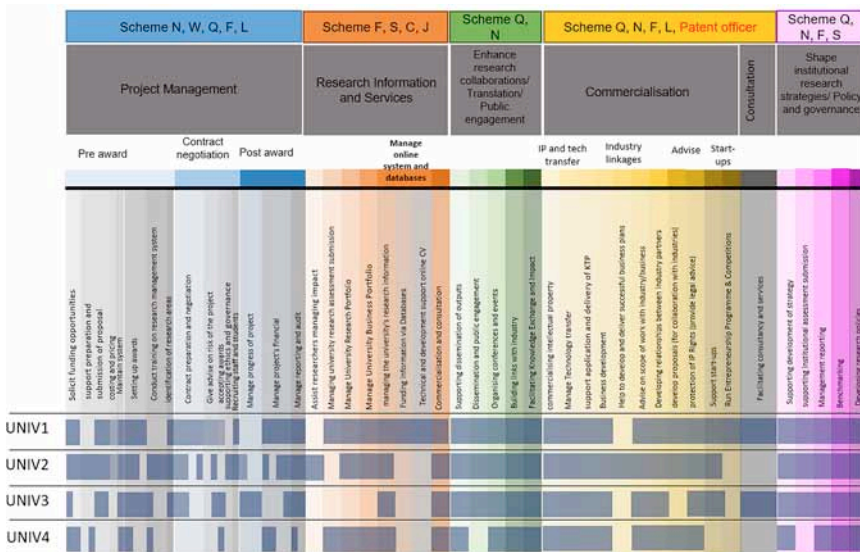 Scheme N, W, Q, F, L
Scheme F, S, C, J
Scheme Q,
N
Scheme Q, N, F, L, Patent officer
Scheme Q,
N, F, S
Project Management
Research Information
and Services
Enhance
research
collaborations/
Translation/
Public
engagement
Commercialisation
Consultation
Shape
institutional
research
strategies/ Policy
and governance
Pre award
Contract
negotiation
Post award
Manage
online
system and
databases
IP and tech
transfer
Industry
linkages
Advise
Start-
ups
Solicit funding opportunities
support preparation and
submission of proposal
costing and pricing
Maintain system
Setting up awards
Conduct training on research management system
identification of research areas
Contract preparation and negotiation
Give advise on risk of the project
accepting awards
supporting ethics and governance
Recruiting staff and students
Manage progress of project
Manage project's financial
Manage reporting and audit
Assist researchers managing impact
Managing university research assessment submission
Manage University Research Portfolio
Manage University Business Portfolio
managing the university's research information
Funding information via Databases
Technical and development support online CV
Commercialisation and consultation
Supporting dissemination of outputs
Dissemination and public engagement
Organising conferences and events
Building links with industry
Facilitating Knowledge Exchange and Impact
commercialising intellectual property
Manage Technology transfer
support application and delivery of KTP
Business development
Help to develop and deliver successful business plans
Advise on scope of work with industry/business
Developing relationships between industry partners
develop proposals (for collaboration with industries)
protection of IP Rights (provide legal advice)
Support start-ups
Run Entrepreneurship Programme & Competitions
Facilitating consultancy and services
Supporting development of strategy
supporting institutional assessment submission
Management reporting
Benchmarking
Developing research policies
UNIV1
UNIV2
UNIV3
UNIV4